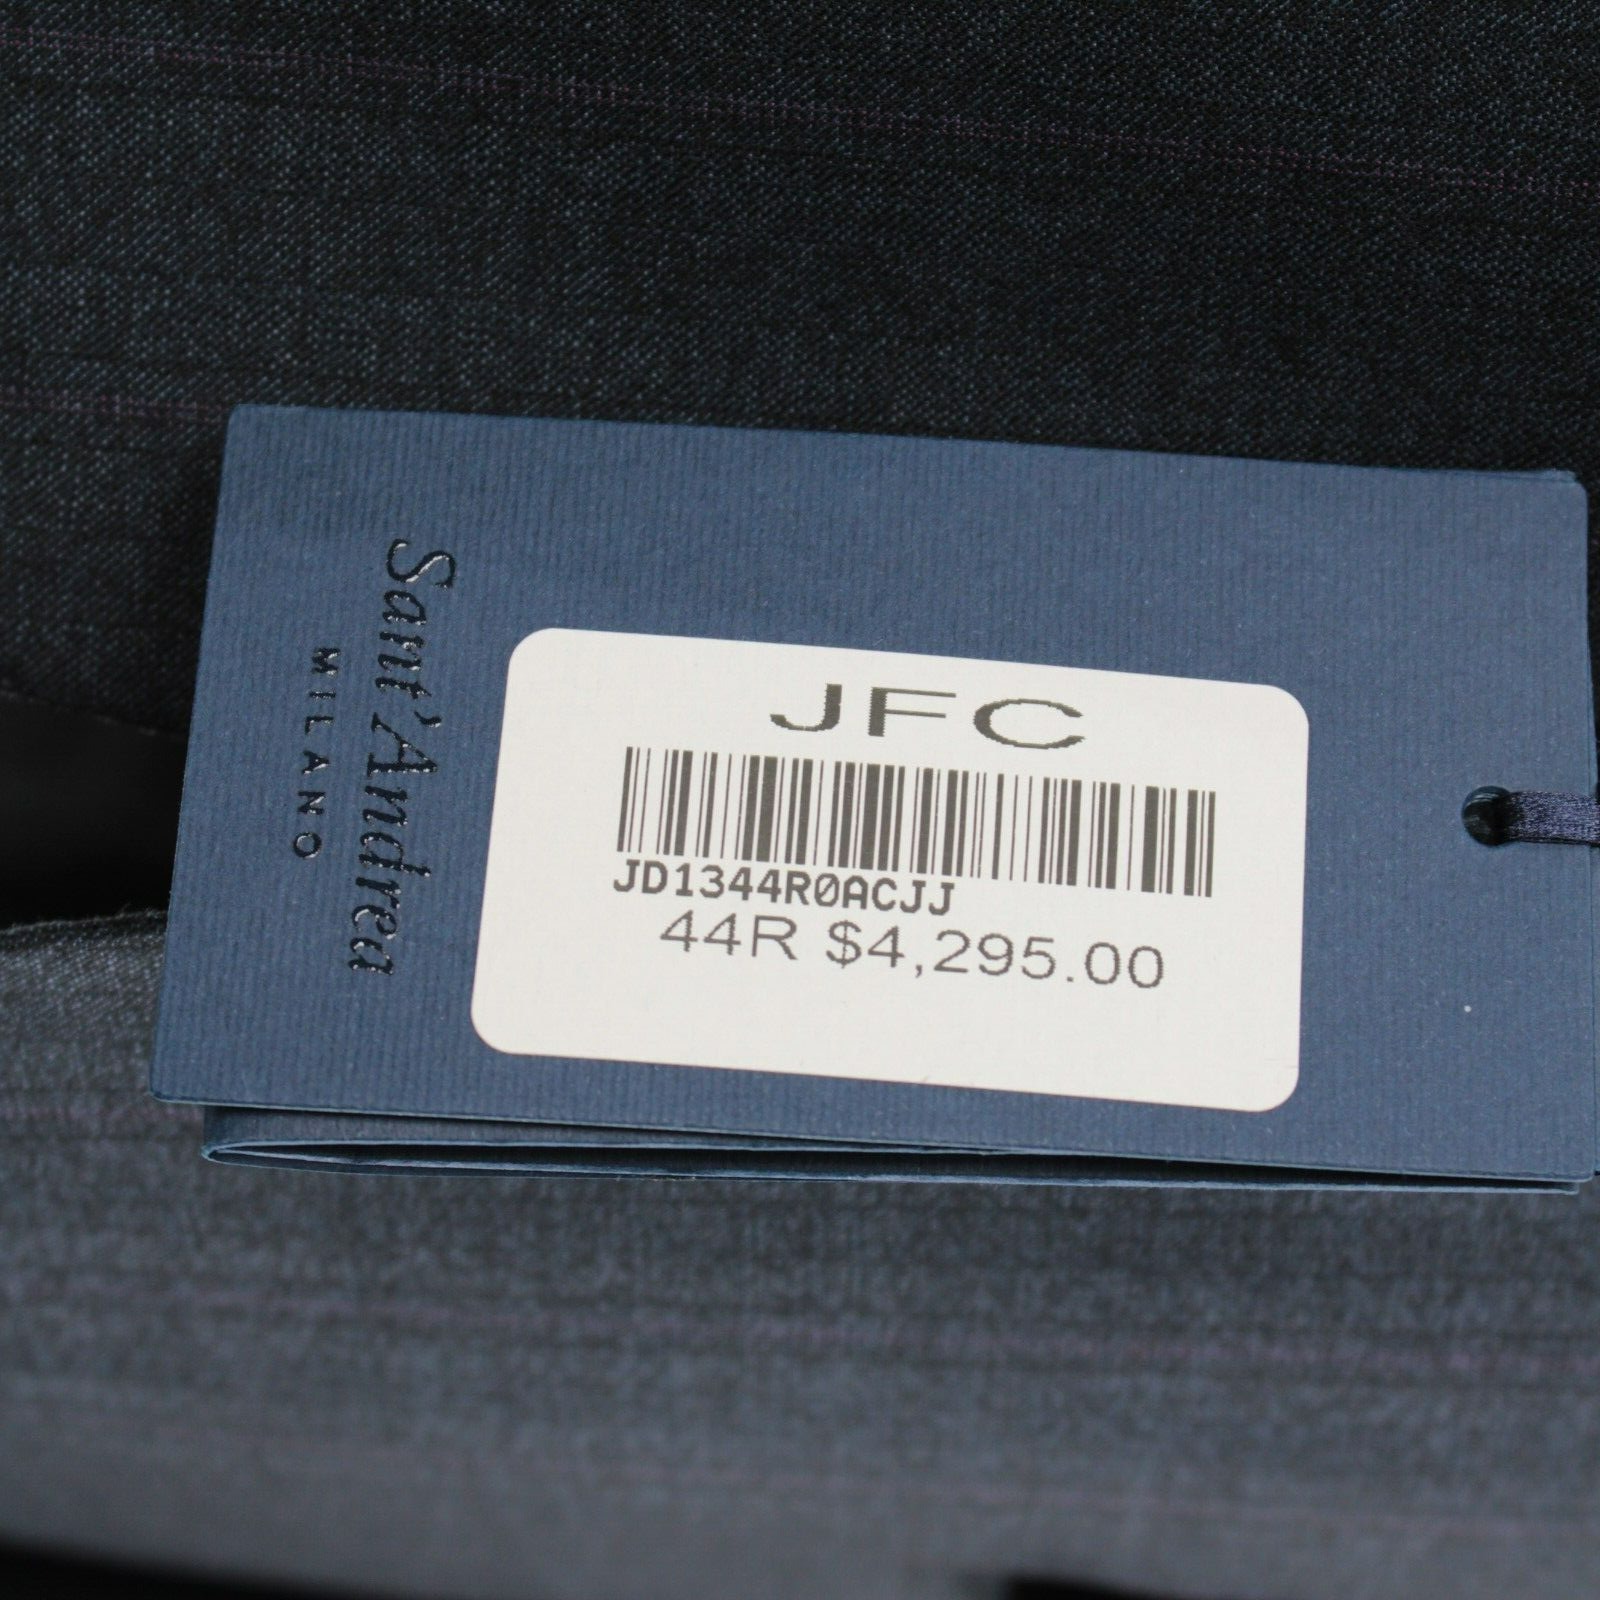 Sant'Andrea
MILANO
JFC
JD1344R0ACJJ
44R $4,295.00